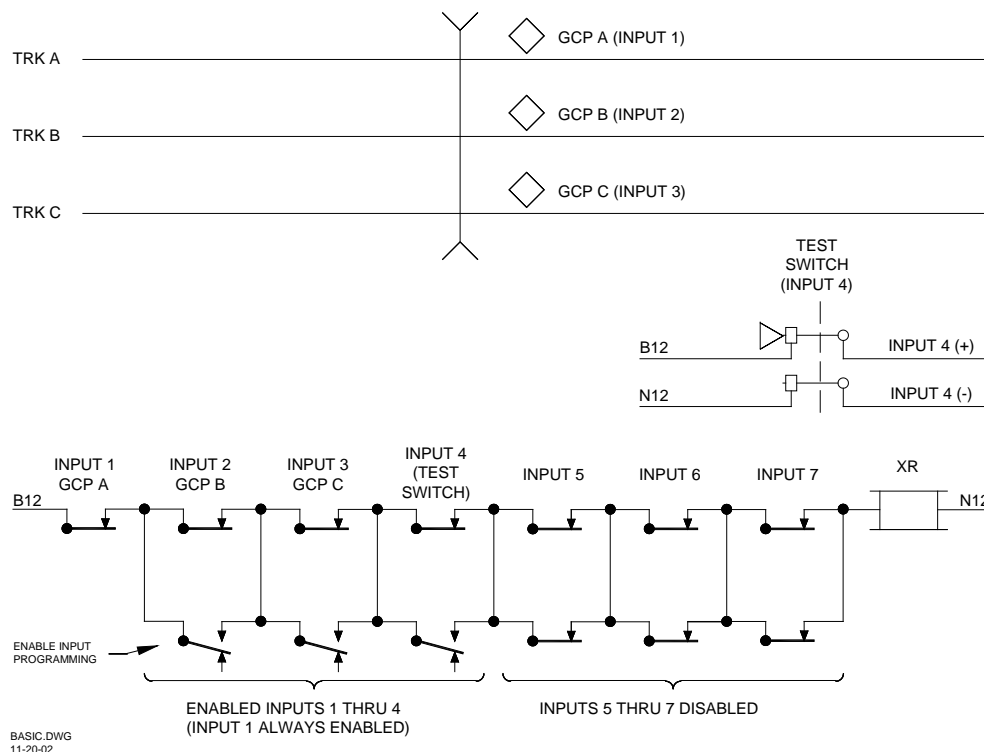 GCP A (INPUT 1)
TRK A
GCP B (INPUT 2)
TRK B
GCP C (INPUT 3)
TRK C
TEST
SWITCH
(INPUT 4)
B12
INPUT 4 (+)
N12
INPUT 4 (-)
INPUT 1
GCP A
INPUT 2
GCP B
INPUT 3
GCP C
INPUT 4
(TEST
SWITCH)
INPUT 5
INPUT 6
INPUT 7
XR
B12
N12
ENABLE INPUT
PROGRAMMING
ENABLED INPUTS 1 THRU 4
(INPUT 1 ALWAYS ENABLED)
INPUTS 5 THRU 7 DISABLED
BASIC.DWG
11-20-02